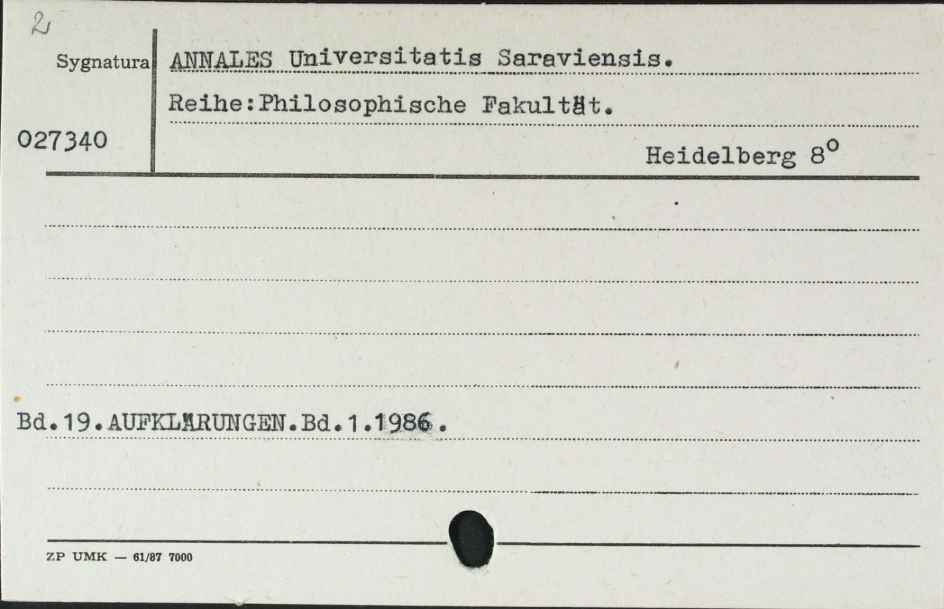 2
Sygnatura
ANNALES Universitatis Saraviensis.
Reihe:Philosophische Fakultät.
027340
Heidelberg 8°
Bd.19.AUFKLÄRUNGEN.Bd.1.1986.
ZP UMK — 61/87 7000